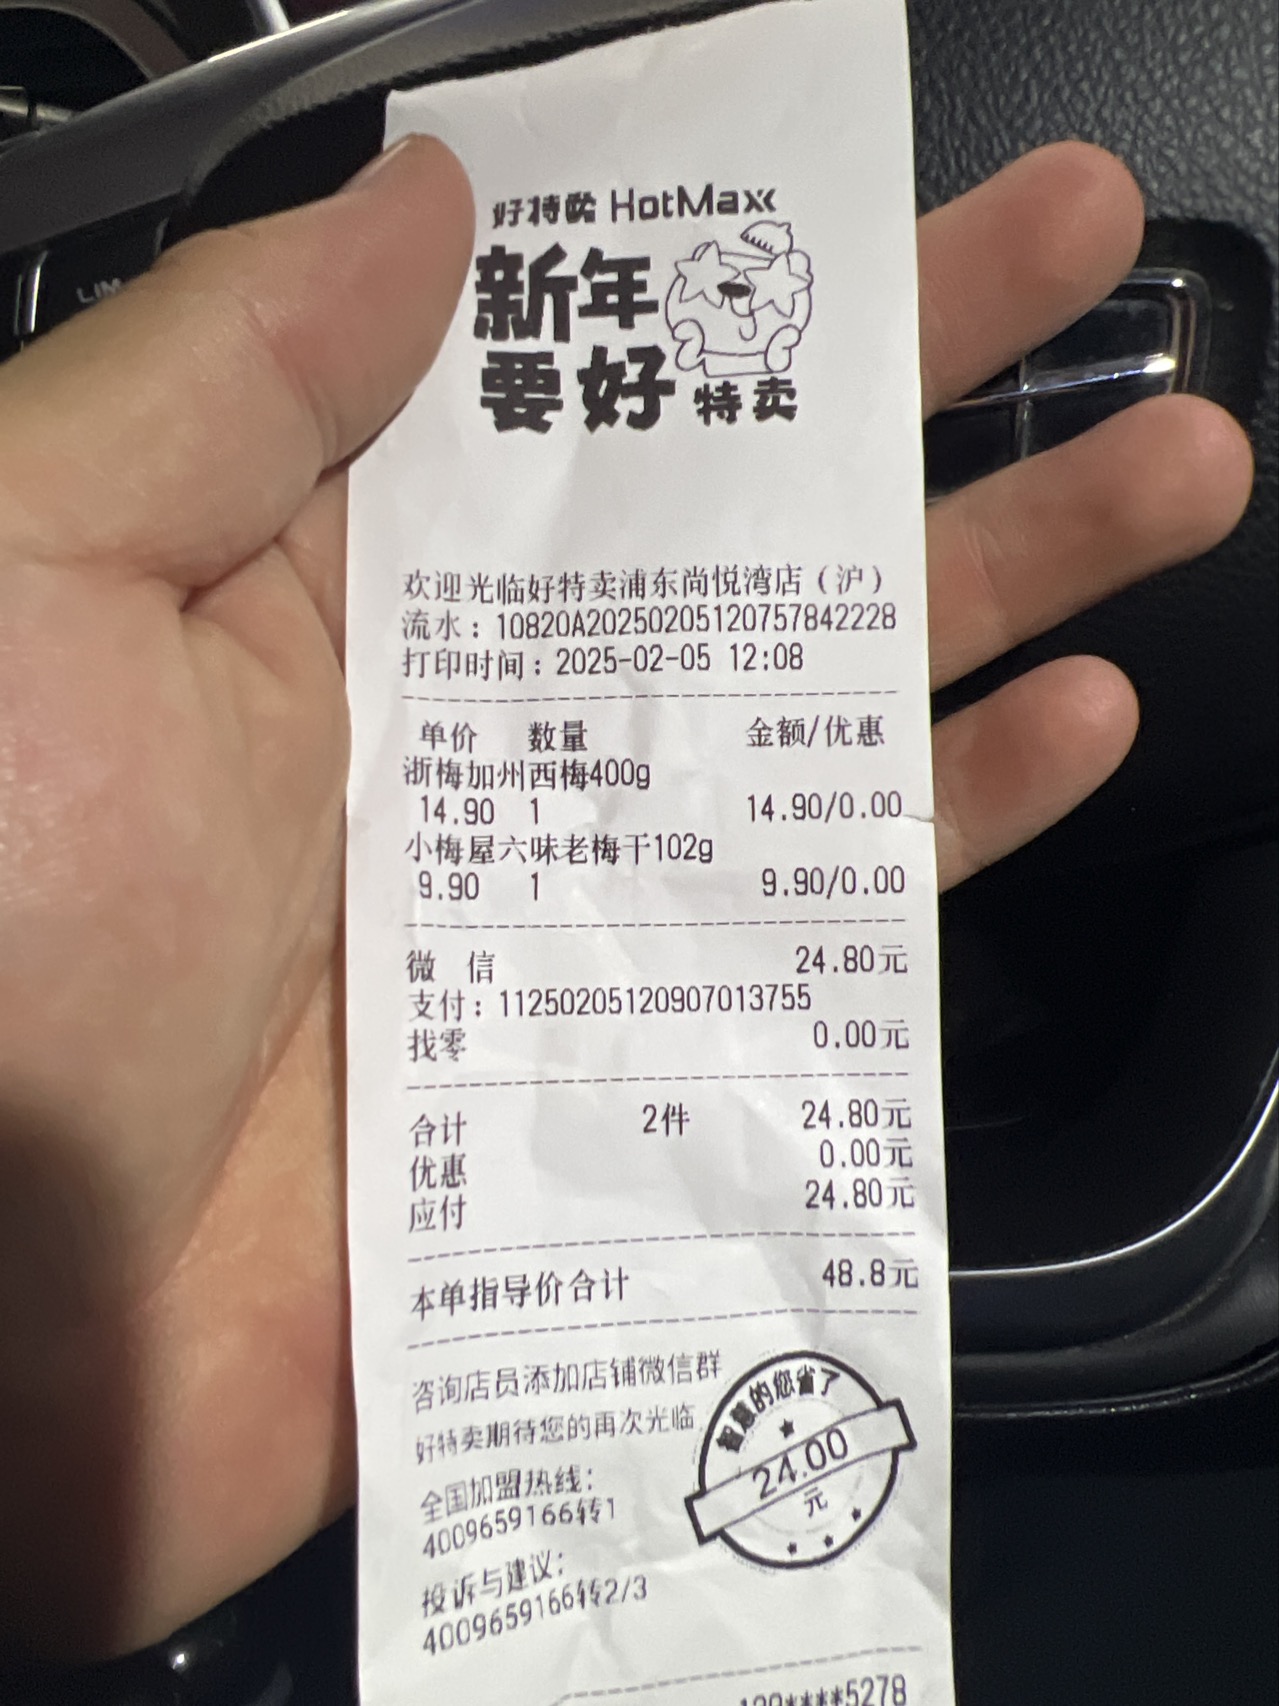 好特卖 HotMaxx
新年
要好 特卖
欢迎光临好特卖浦东尚悦湾店(沪)
流水:10820A20250205120757842228
打印时间:2025-02-05 12:08
单价 数量 金额/优惠
浙梅加州西梅400g
14.90 1 14.90/0.00
小梅屋六味老梅干102g
9.90 1 9.90/0.00
微 信 24.80元
支付:11250205120907013755
找零 0.00元
合计 2件 24.80元
优惠 0.00元
应付 24.80元
本单指导价合计 48.8元
咨询店员添加店铺微信群
好特卖期待您的再次光临
智慧的您省了
24.00
元
全国加盟热线:
4009659166转1
投诉与建议:
4009659166转2/3
****5278